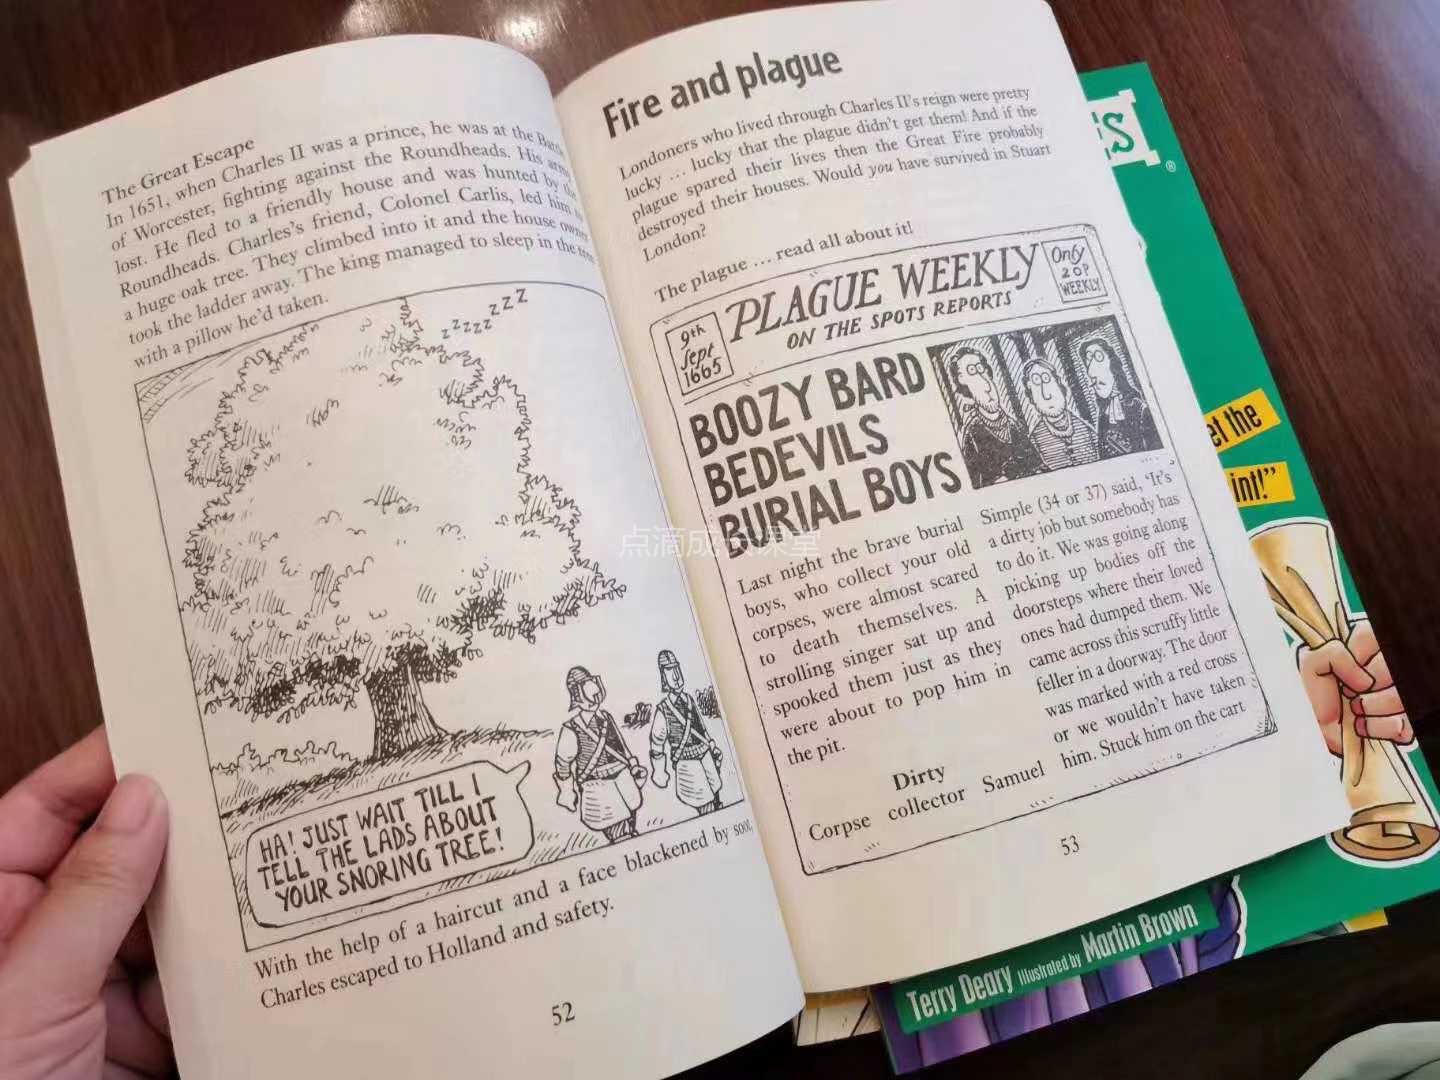 The Great Escape
In 1651, when Charles II was a prince, he was at the Battle
of Worcester, fighting against the Roundheads. His army
lost. He fled to a friendly house and was hunted by the
Roundheads. Charles's friend, Colonel Carlis, led him to
a huge oak tree. They climbed into it and the house owner
took the ladder away. The king managed to sleep in the tree
with a pillow he'd taken.
zzzzzzzz
HA! JUST WAIT TILL I
TELL THE LADS ABOUT
YOUR SNORING TREE!
With the help of a haircut and a face blackened by soot,
Charles escaped to Holland and safety.
52
Fire and plague
Londoners who lived through Charles II's reign were pretty
lucky … lucky that the plague didn't get them! And if the
plague spared their lives then the Great Fire probably
destroyed their houses. Would you have survived in Stuart
London?
The plague … read all about it!
9th
Sept
1665
PLAGUE WEEKLY
ON THE SPOTS REPORTS
Only
20P
WEEKLY
BOOZY BARD
BEDEVILS
BURIAL BOYS
Last night the brave burial
boys, who collect your old
corpses, were almost scared
to death themselves. A
strolling singer sat up and
spooked them just as they
were about to pop him in
the pit.
Dirty
Corpse collector Samuel
Simple (34 or 37) said, 'It's
a dirty job but somebody has
to do it. We was going along
picking up bodies off the
doorsteps where their loved
ones had dumped them. We
came across this scruffy little
feller in a doorway. The door
was marked with a red cross
or we wouldn't have taken
him. Stuck him on the cart
53
ES
®
the
int!"
Terry Deary Illustrated by Martin Brown
点滴成长课堂